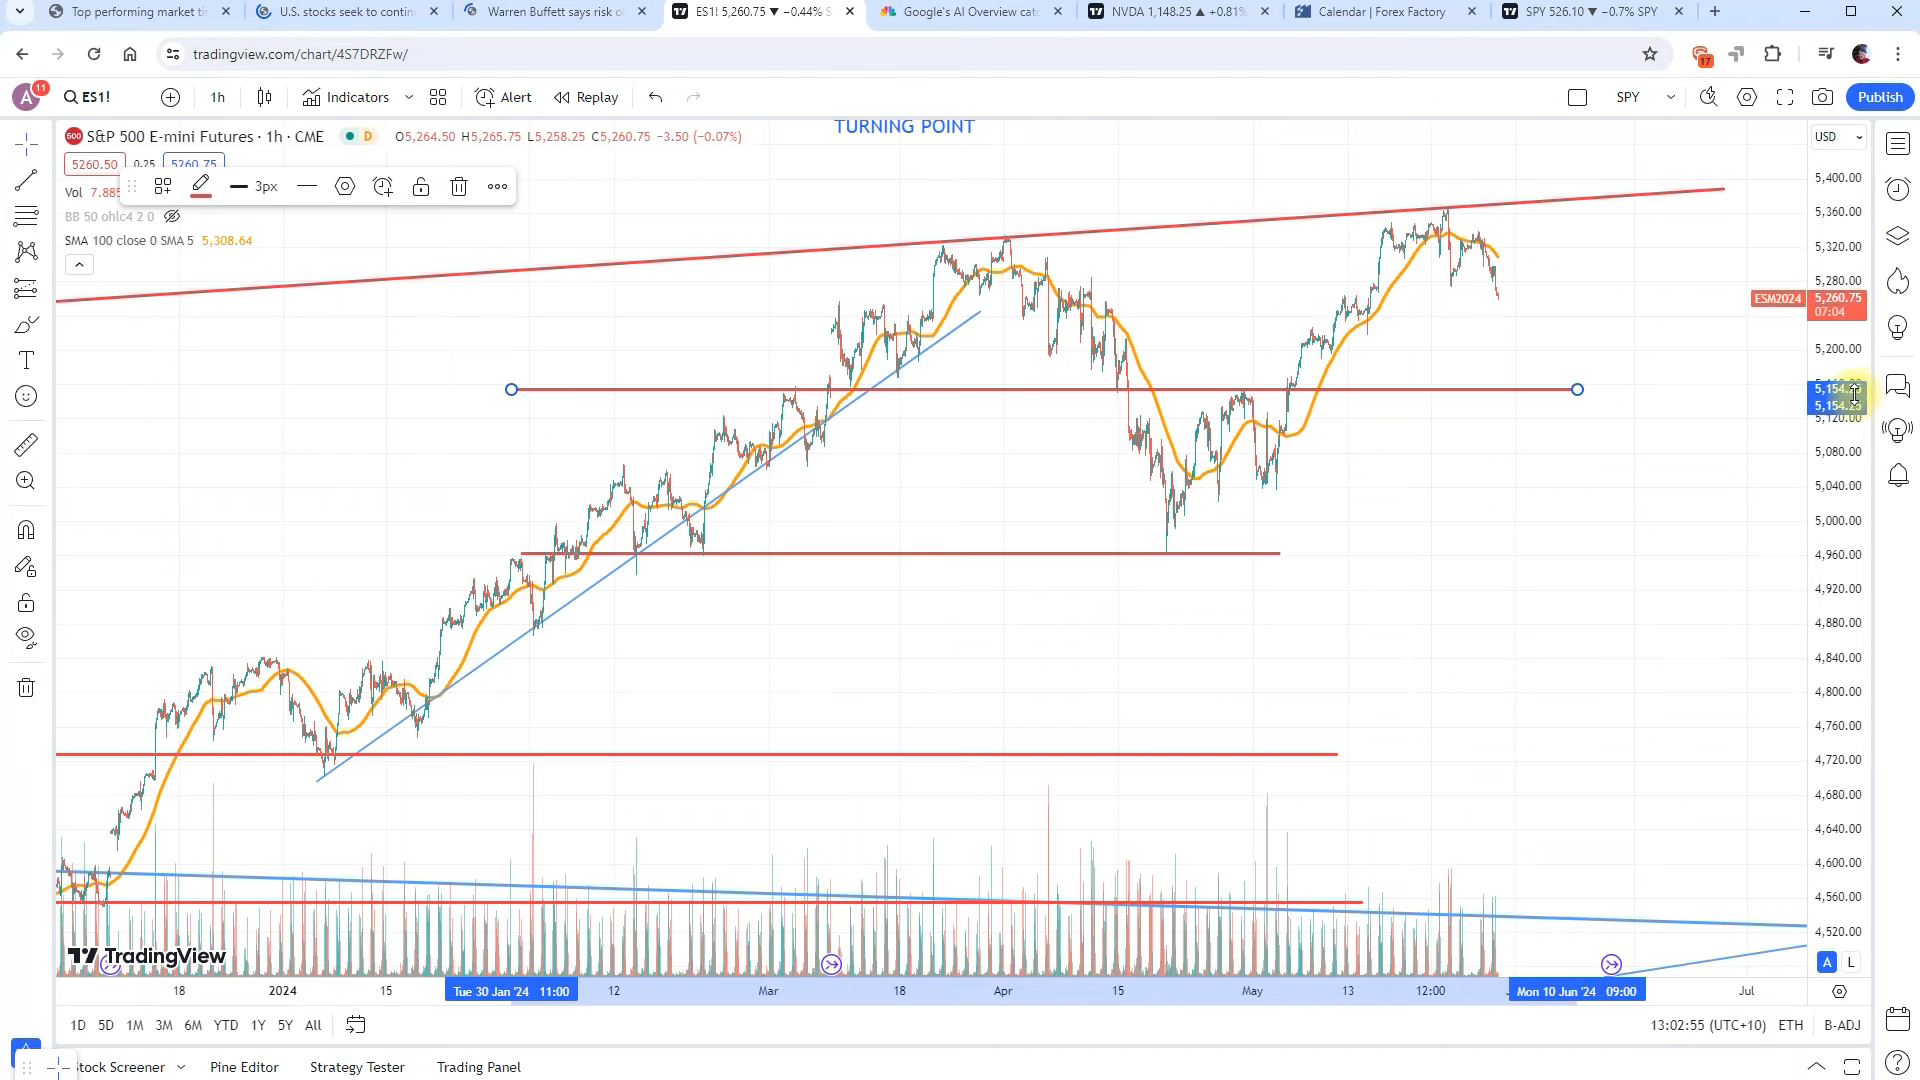 Top performing market ti
U.S. stocks seek to contin
Warren Buffett says risk o
ES1! 5,260.75 ▼ −0.44% S
Google's AI Overview cat
NVDA 1,148.25 ▲ +0.81%
Calendar | Forex Factory
SPY 526.10 ▼ −0.7% SPY
tradingview.com/chart/4S7DRZFw/
17
A 11 ES1! 1h Indicators Alert Replay SPY Publish
TURNING POINT
500 S&P 500 E-mini Futures · 1h · CME D O5,264.50 H5,265.75 L5,258.25 C5,260.75 −3.50 (−0.07%)
USD
5260.50 0.25 5260.75
3px
Vol 7.885
BB 50 ohlc4 2 0
SMA 100 close 0 SMA 5 5,308.64
5,400.00
5,360.00
5,320.00
5,280.00
ESM2024 5,260.75
07:04
5,200.00
5,154.25
5,120.00
5,080.00
5,040.00
5,000.00
4,960.00
4,920.00
4,880.00
4,840.00
4,800.00
4,760.00
4,720.00
4,680.00
4,640.00
4,600.00
4,560.00
4,520.00
TradingView
A L
18 2024 15 Tue 30 Jan '24 11:00 12 Mar 18 Apr 15 May 13 12:00 Mon 10 Jun '24 09:00 Jul
1D 5D 1M 3M 6M YTD 1Y 5Y All
13:02:55 (UTC+10) ETH B-ADJ
tock Screener Pine Editor Strategy Tester Trading Panel